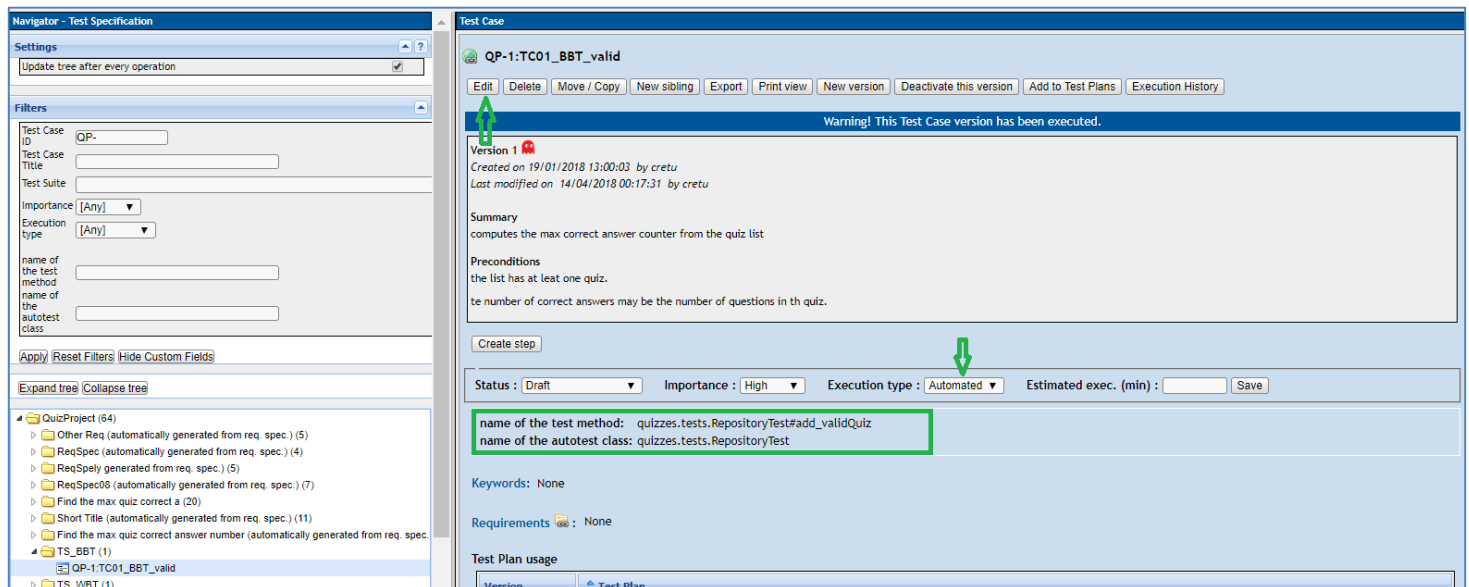 Navigator - Test Specification
Settings
?
Update tree after every operation
Filters
Test Case ID
QP-
Test Case Title
Test Suite
Importance
[Any]
Execution type
[Any]
name of the test method
name of the autotest class
Apply Reset Filters Hide Custom Fields
Expand tree Collapse tree
QuizProject (64)
Other Req (automatically generated from req. spec.) (5)
ReqSpec (automatically generated from req. spec.) (4)
ReqSpely generated from req. spec.) (5)
ReqSpec08 (automatically generated from req. spec.) (7)
Find the max quiz correct a (20)
Short Title (automatically generated from req. spec.) (11)
Find the max quiz correct answer number (automatically generated from req. spec.
TS_BBT (1)
QP-1:TC01_BBT_valid
TS_WBT (1)
Test Case
QP-1:TC01_BBT_valid
Edit Delete Move / Copy New sibling Export Print view New version Deactivate this version Add to Test Plans Execution History
Warning! This Test Case version has been executed.
Version 1
Created on 19/01/2018 13:00:03 by cretu
Last modified on 14/04/2018 00:17:31 by cretu
Summary
computes the max correct answer counter from the quiz list
Preconditions
the list has at leat one quiz.
te number of correct answers may be the number of questions in th quiz.
Create step
Status : Draft Importance : High Execution type : Automated Estimated exec. (min) : Save
name of the test method: quizzes.tests.RepositoryTest#add_validQuiz
name of the autotest class: quizzes.tests.RepositoryTest
Keywords: None
Requirements : None
Test Plan usage
Version Test Plan